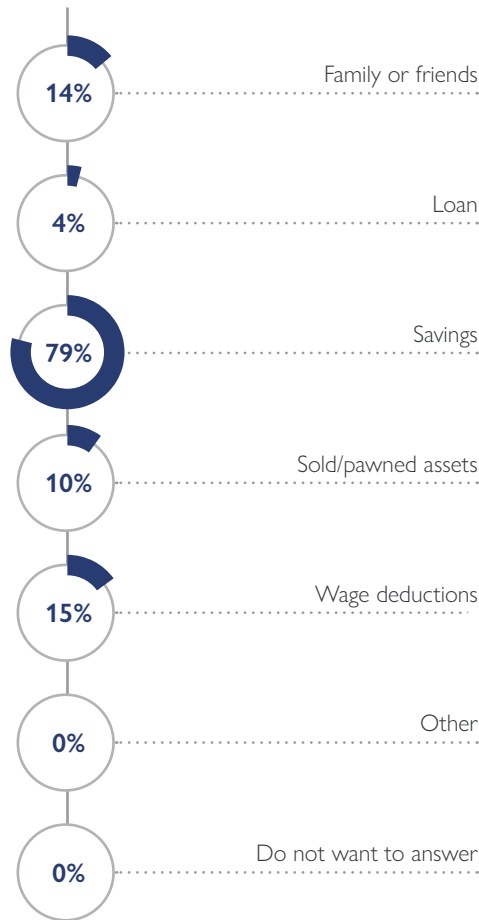 Family or friends
14%
Loan
4%
Savings
79%
Sold/pawned assets
10%
Wage deductions
15%
Other
0%
Do not want to answer
0%